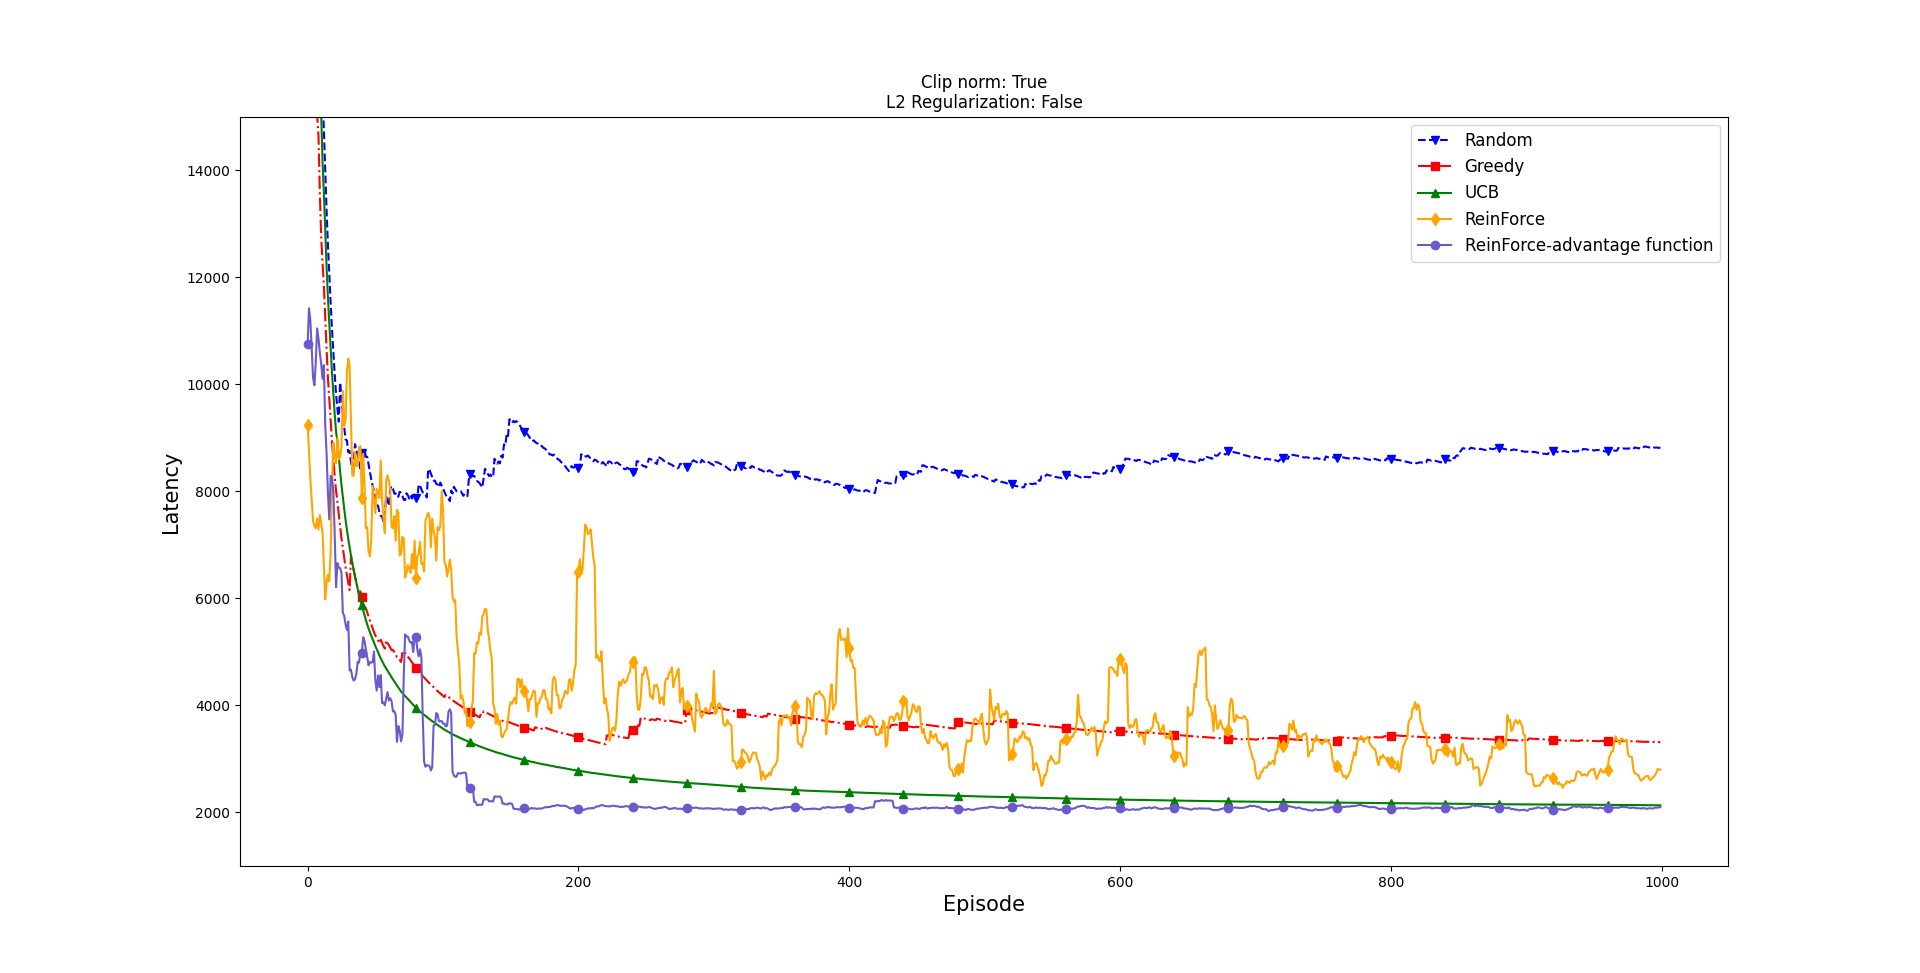 Clip norm: True
L2 Regularization: False
Random
Greedy
UCB
ReinForce
ReinForce-advantage function
Latency
14000
12000
10000
8000
6000
4000
2000
0 200 400 600 800 1000
Episode